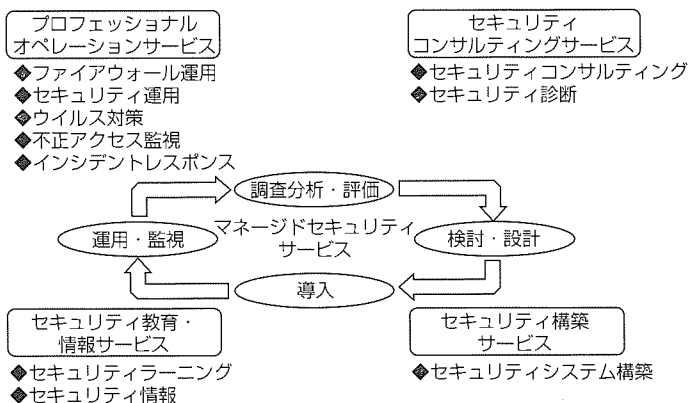 プロフェッショナル
オペレーションサービス
◆ファイアウォール運用
◆セキュリティ運用
◆ウイルス対策
◆不正アクセス監視
◆インシデントレスポンス
セキュリティ
コンサルティングサービス
◆セキュリティコンサルティング
◆セキュリティ診断
調査分析・評価
運用・監視
マネージドセキュリティ
サービス
検討・設計
導入
セキュリティ教育・
情報サービス
◆セキュリティラーニング
◆セキュリティ情報
セキュリティ構築
サービス
◆セキュリティシステム構築